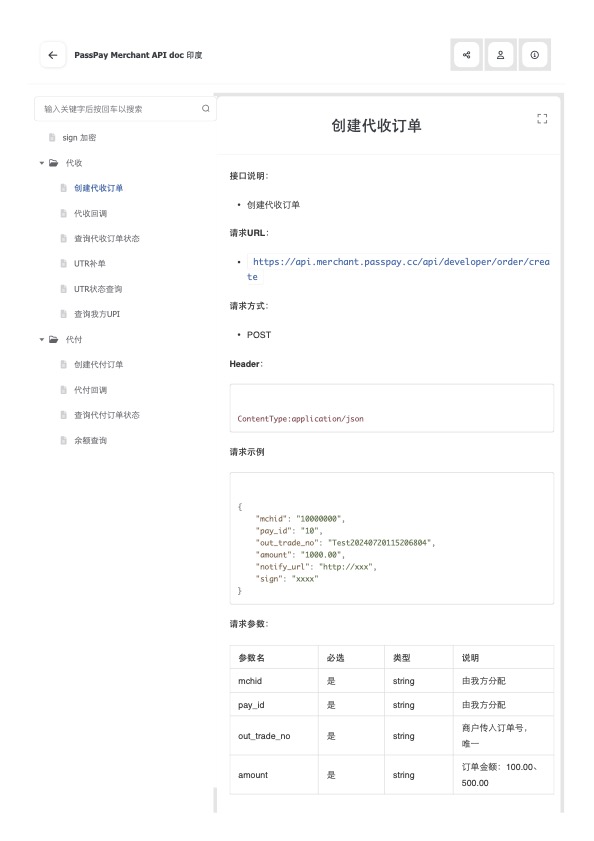 PassPay Merchant API doc 印度
输入关键字后按回车以搜索
sign 加密
代收
创建代收订单
代收回调
查询代收订单状态
UTR补单
UTR状态查询
查询我方UPI
代付
创建代付订单
代付回调
查询代付订单状态
余额查询
创建代收订单
接口说明：
• 创建代收订单
请求URL：
• https://api.merchant.passpay.cc/api/developer/order/crea
te
请求方式：
• POST
Header：
ContentType:application/json
请求示例
{
"mchid": "10000000",
"pay_id": "10",
"out_trade_no": "Test20240720115206804",
"amount": "1000.00",
"notify_url": "http://xxx",
"sign": "xxxx"
}
请求参数：
参数名 必选 类型 说明
mchid 是 string 由我方分配
pay_id 是 string 由我方分配
out_trade_no 是 string 商户传入订单号，
唯一
amount 是 string 订单金额：100.00、
500.00